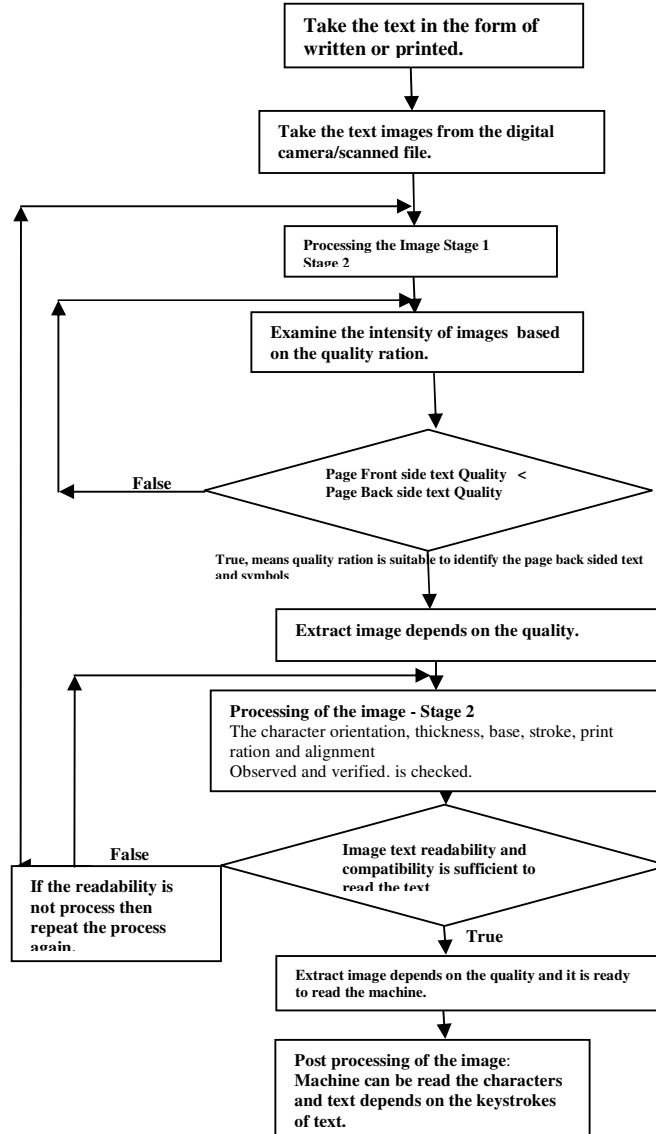 Take the text in the form of
written or printed.
Take the text images from the digital
camera/scanned file.
Processing the Image Stage 1
Stage 2
Examine the intensity of images based
on the quality ration.
Page Front side text Quality <
Page Back side text Quality
False
True, means quality ration is suitable to identify the page back sided text
and symbols
Extract image depends on the quality.
Processing of the image - Stage 2
The character orientation, thickness, base, stroke, print
ration and alignment
Observed and verified. is checked.
False
Image text readability and
compatibility is sufficient to
read the text
If the readability is
not process then
repeat the process
again.
True
Extract image depends on the quality and it is ready
to read the machine.
Post processing of the image:
Machine can be read the characters
and text depends on the keystrokes
of text.